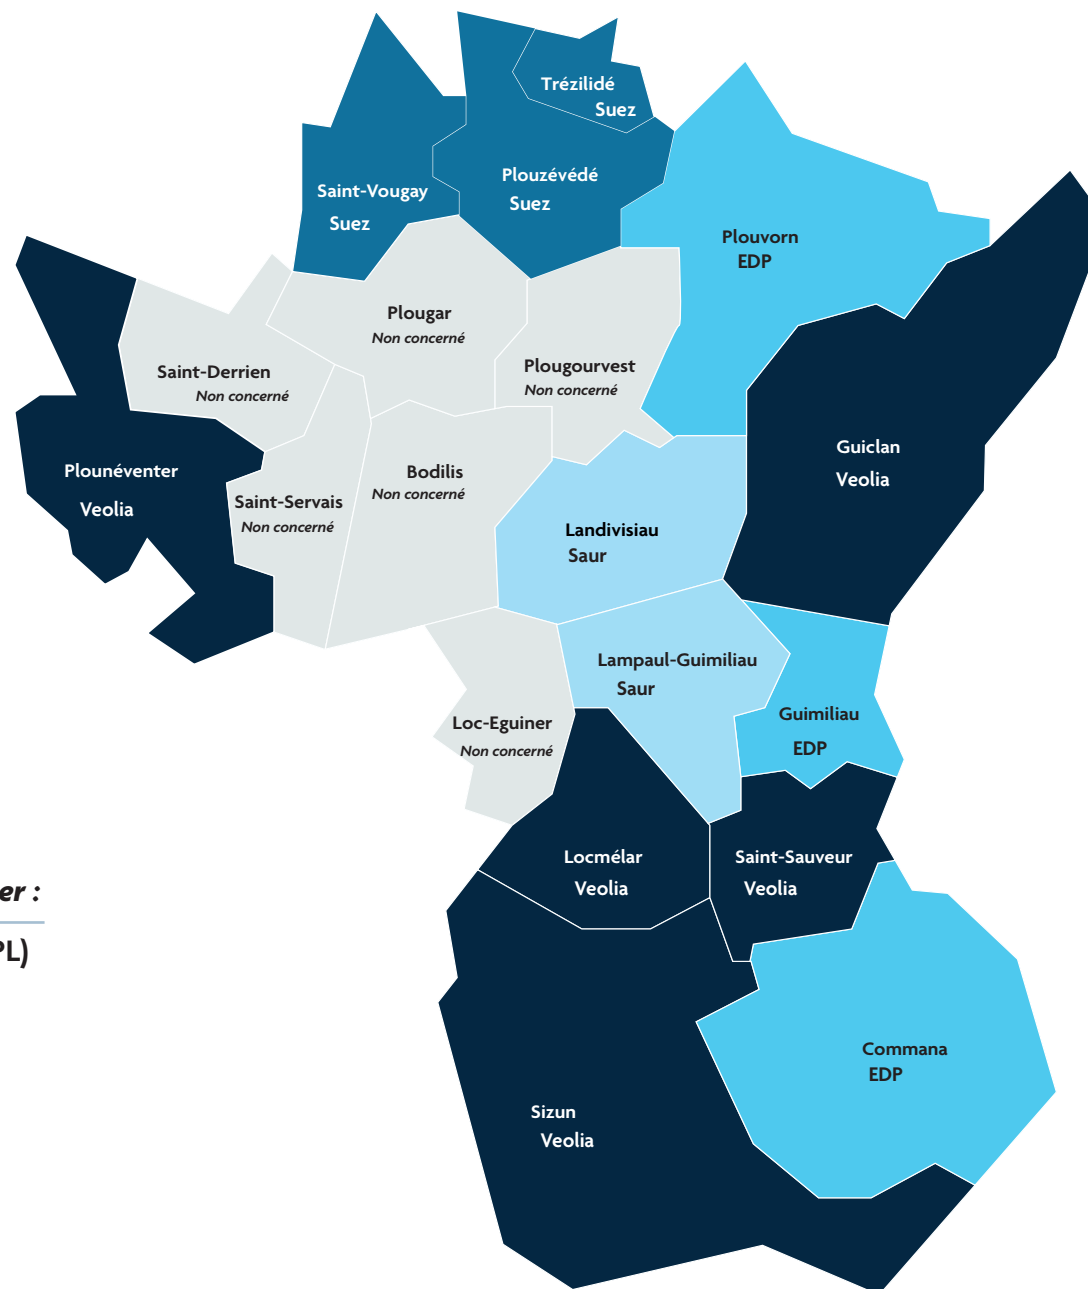 Trézilidé
Suez
Plouzévédé
Suez
Saint-Vougay
Suez
Plouvorn
EDP
Plougar
Non concerné
Plougourvest
Non concerné
Saint-Derrien
Non concerné
Guiclan
Veolia
Plounéventer
Veolia
Bodilis
Non concerné
Saint-Servais
Non concerné
Landivisiau
Saur
Lampaul-Guimiliau
Saur
Guimiliau
EDP
Loc-Eguiner
Non concerné
Locmélar
Veolia
Saint-Sauveur
Veolia
er :
PL)
Commana
EDP
Sizun
Veolia